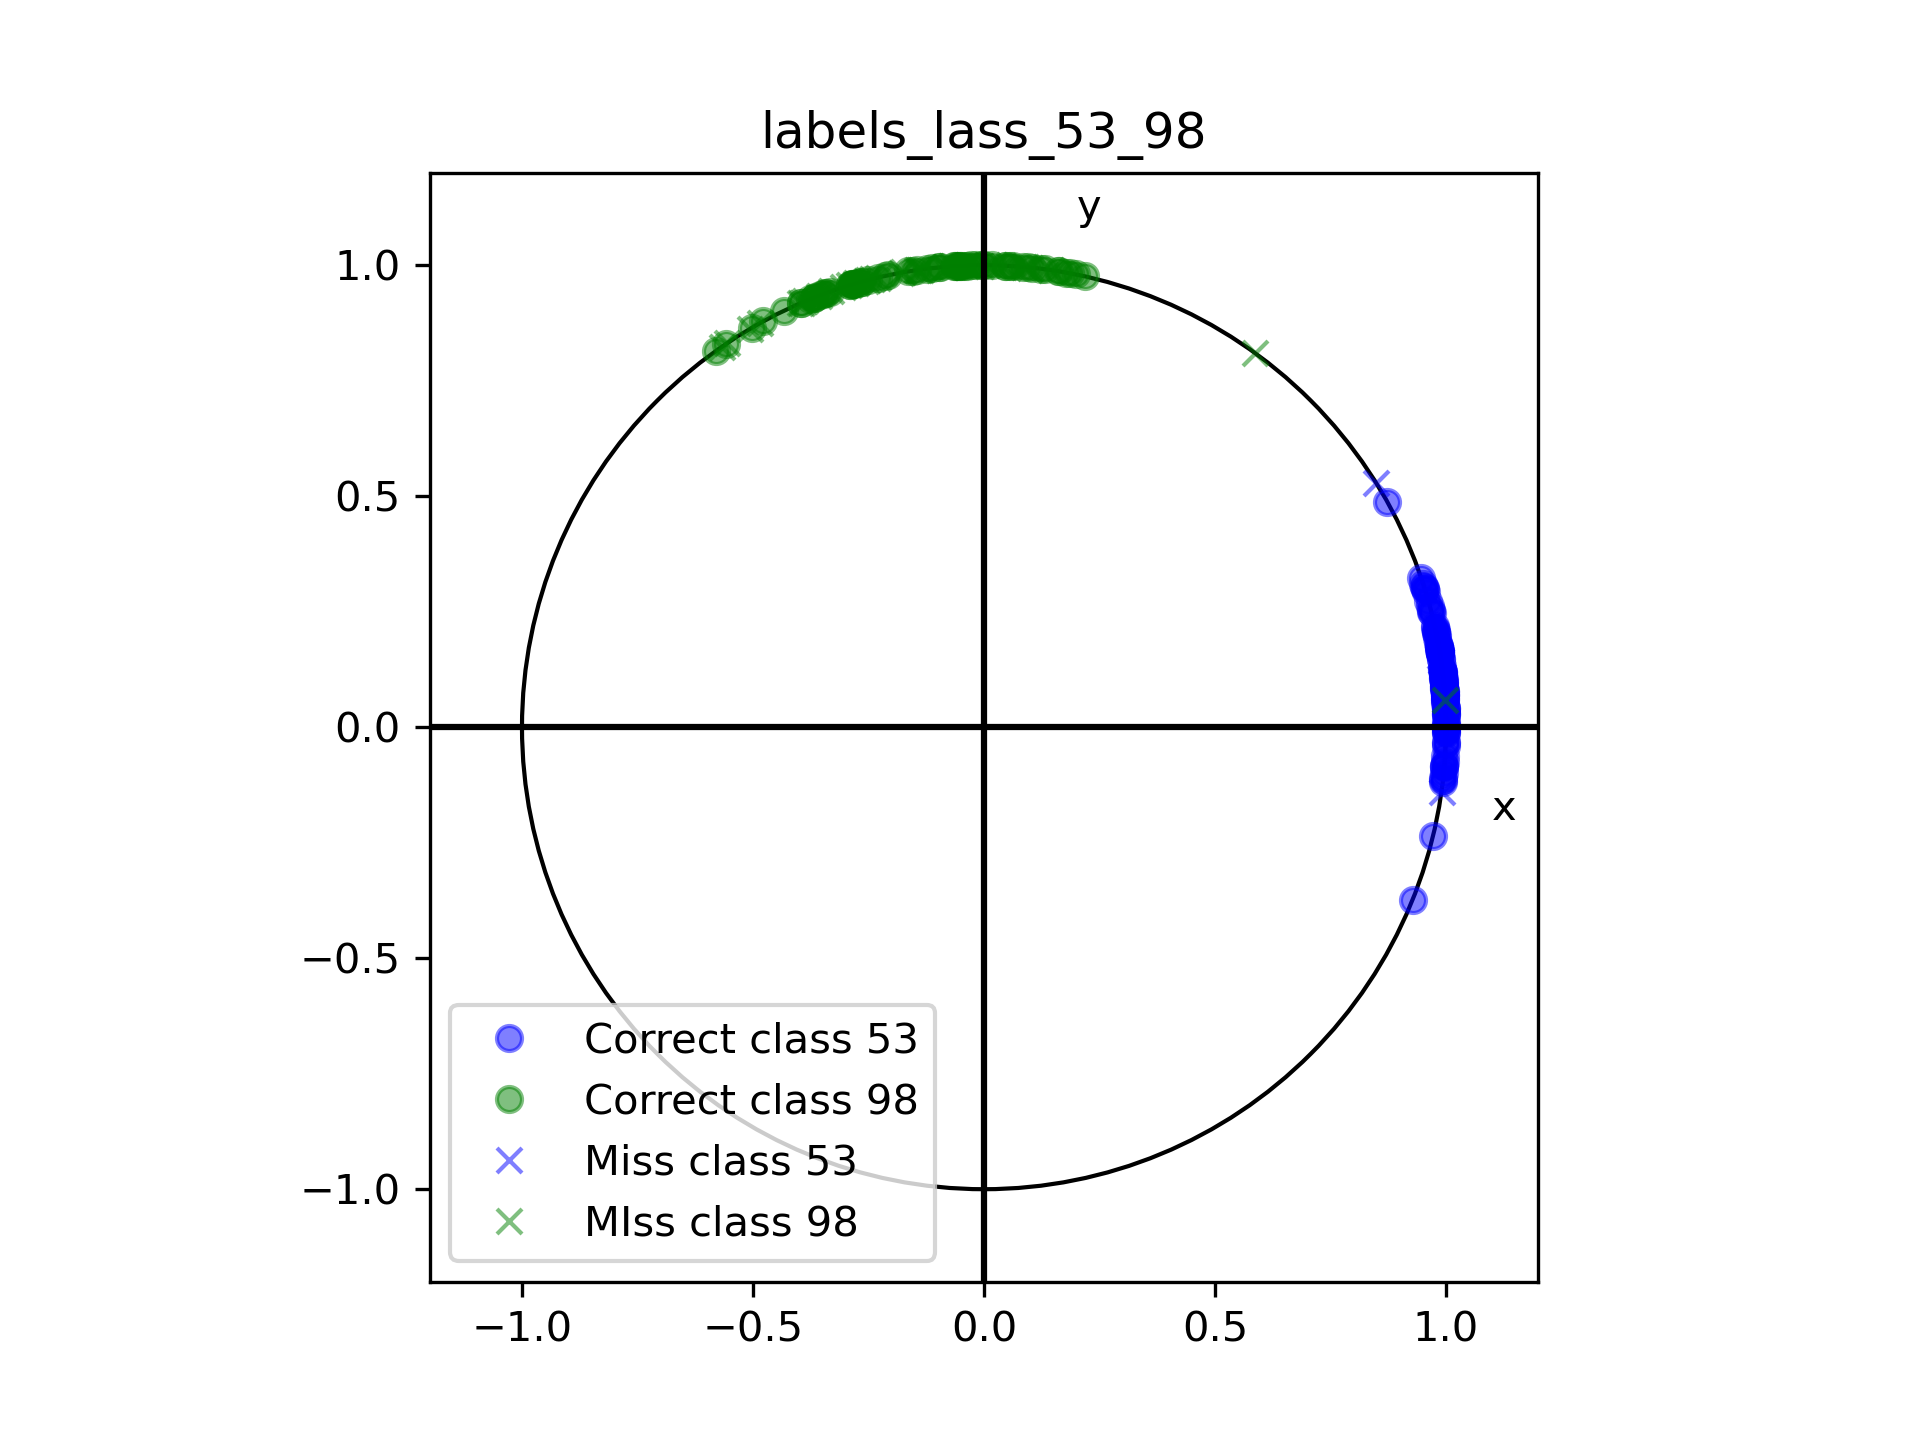 labels_lass_53_98
y
1.0
0.5
0.0
x
−0.5
−1.0
Correct class 53
Correct class 98
Miss class 53
MIss class 98
−1.0 −0.5 0.0 0.5 1.0